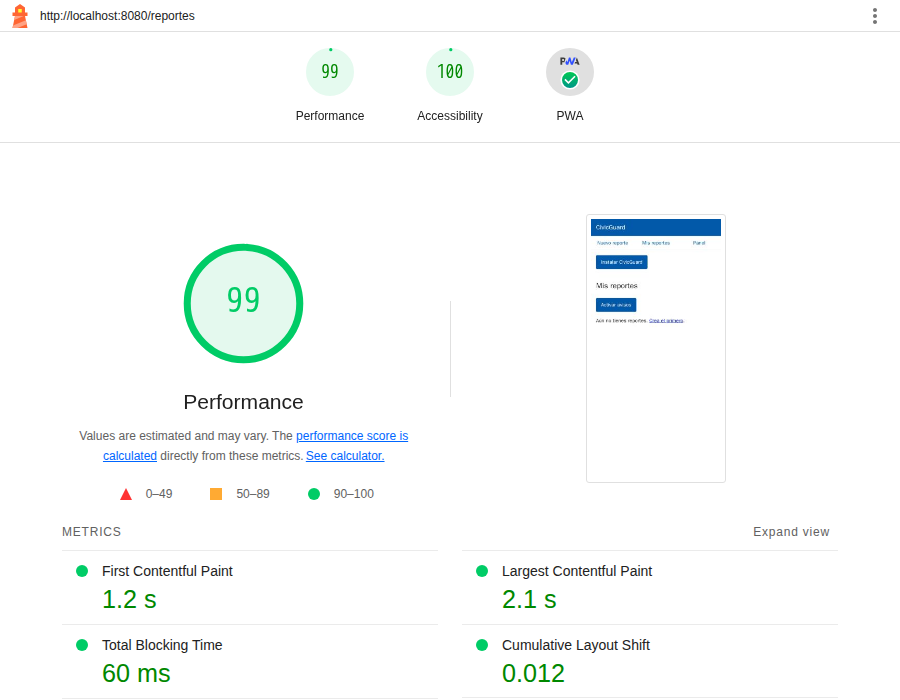 http://localhost:8080/reportes
99
100
PWA
Performance
Accessibility
PWA
CivicGuard
Nuevo reporte
Mis reportes
Panel
Instalar CivicGuard
Mis reportes
Activar avisos
Aún no tienes reportes. Crea el primero.
99
Performance
Values are estimated and may vary. The performance score is
calculated directly from these metrics. See calculator.
0–49
50–89
90–100
METRICS
Expand view
First Contentful Paint
1.2 s
Largest Contentful Paint
2.1 s
Total Blocking Time
60 ms
Cumulative Layout Shift
0.012